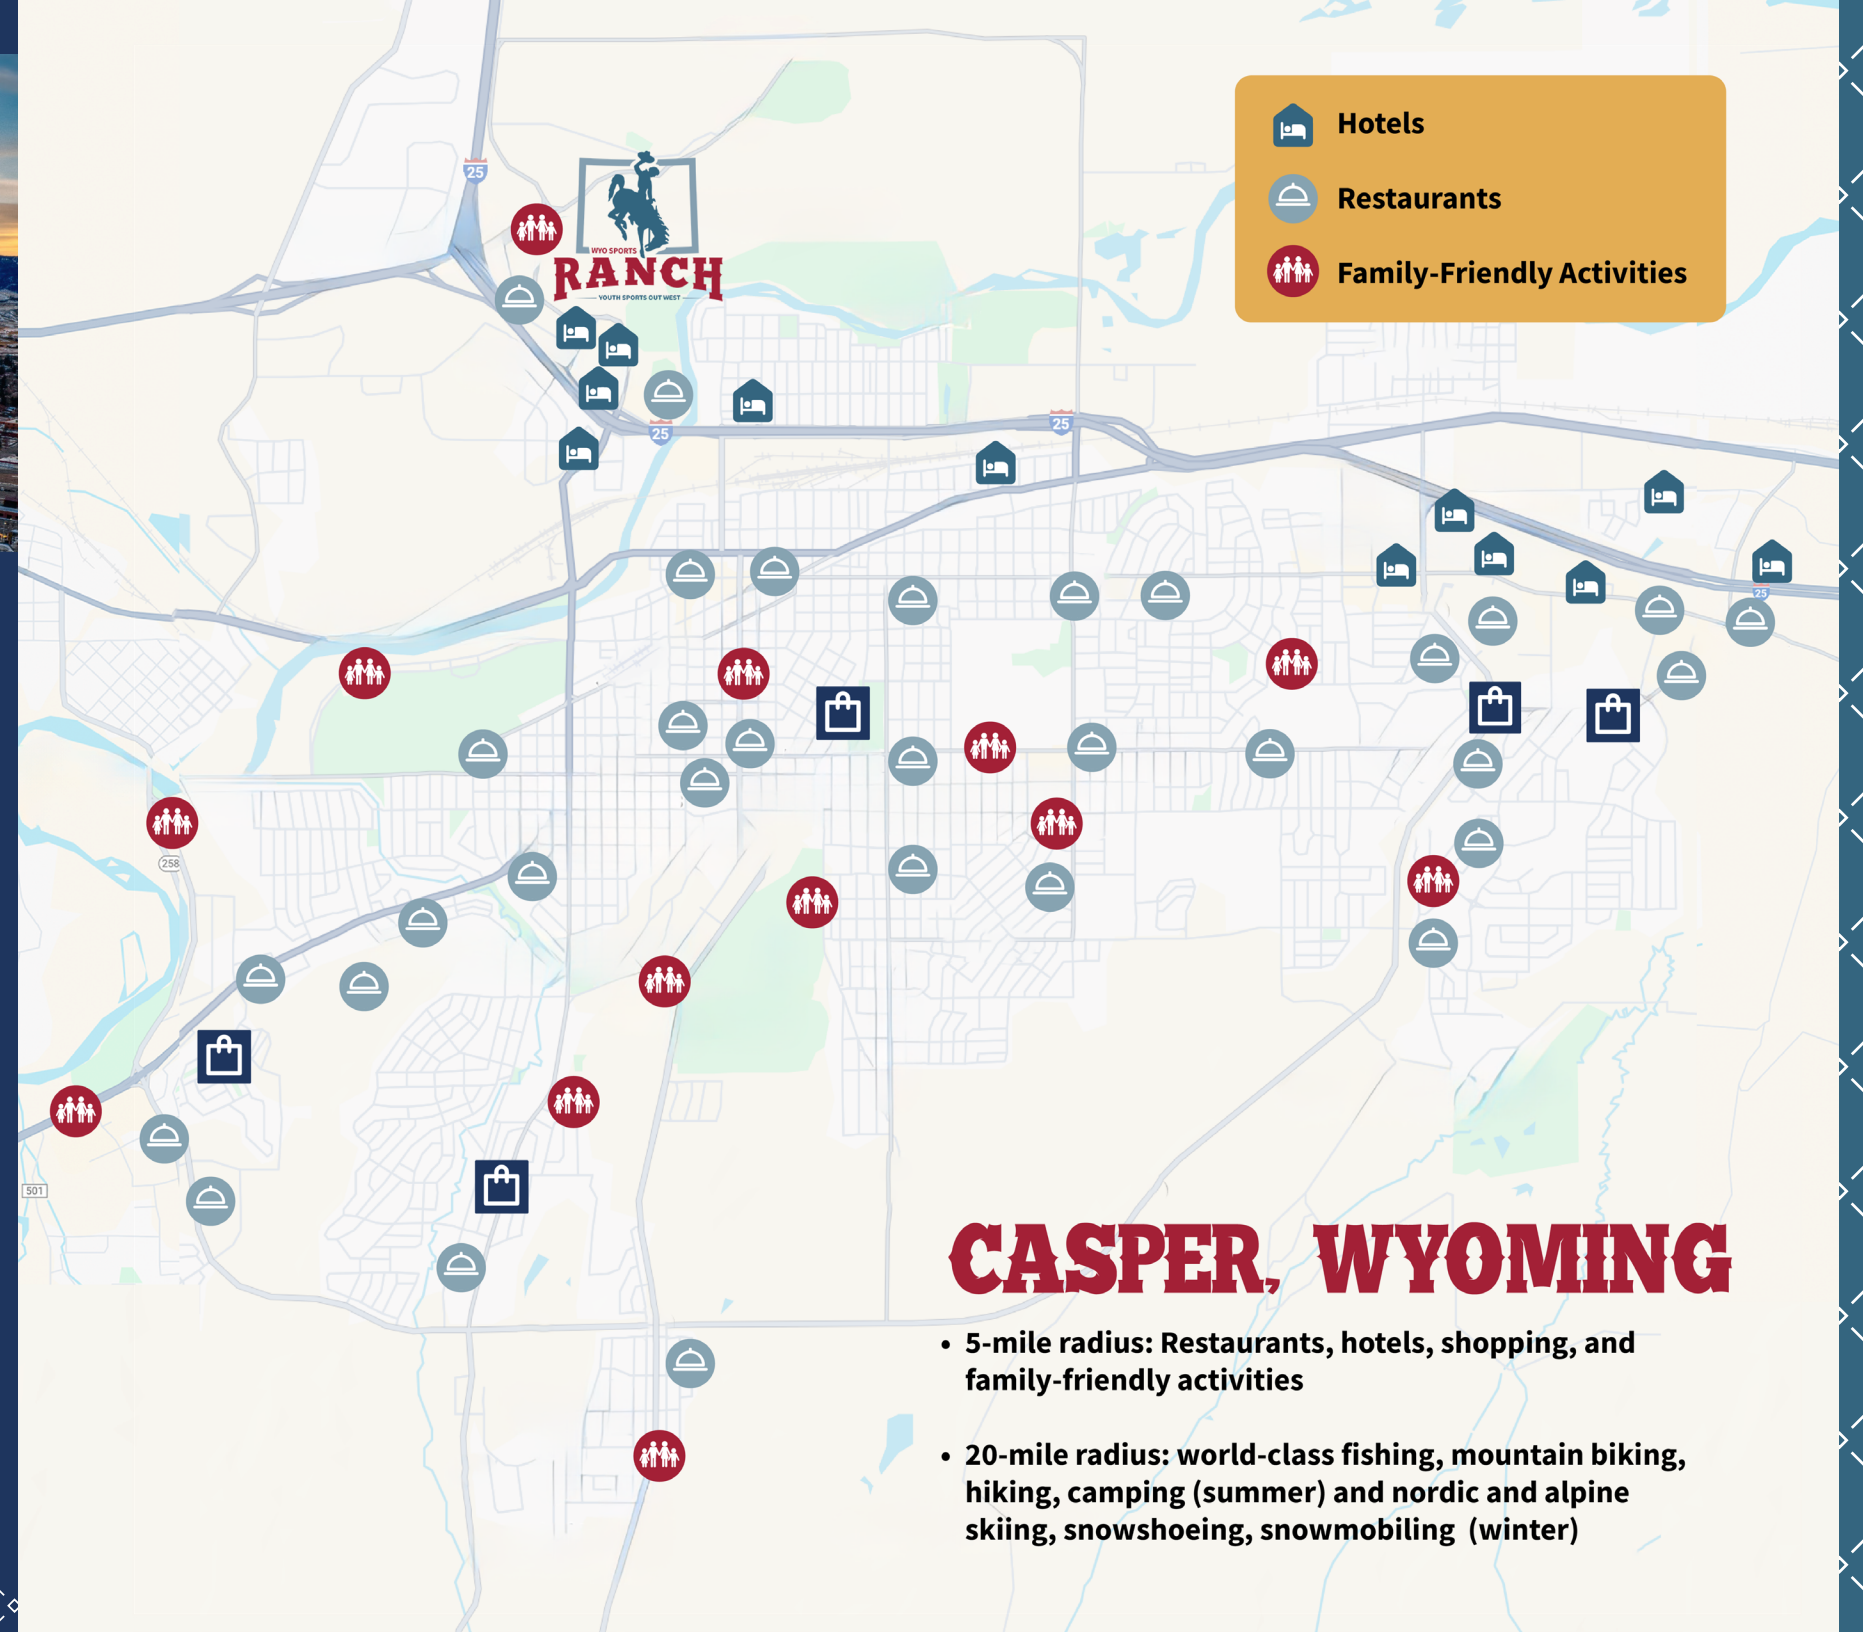 Hotels
Restaurants
Family-Friendly Activities
25
WYO SPORTS
RANCH
YOUTH SPORTS OUT WEST
25
25
25
258
501
CASPER, WYOMING
• 5-mile radius: Restaurants, hotels, shopping, and
family-friendly activities
• 20-mile radius: world-class fishing, mountain biking,
hiking, camping (summer) and nordic and alpine
skiing, snowshoeing, snowmobiling (winter)